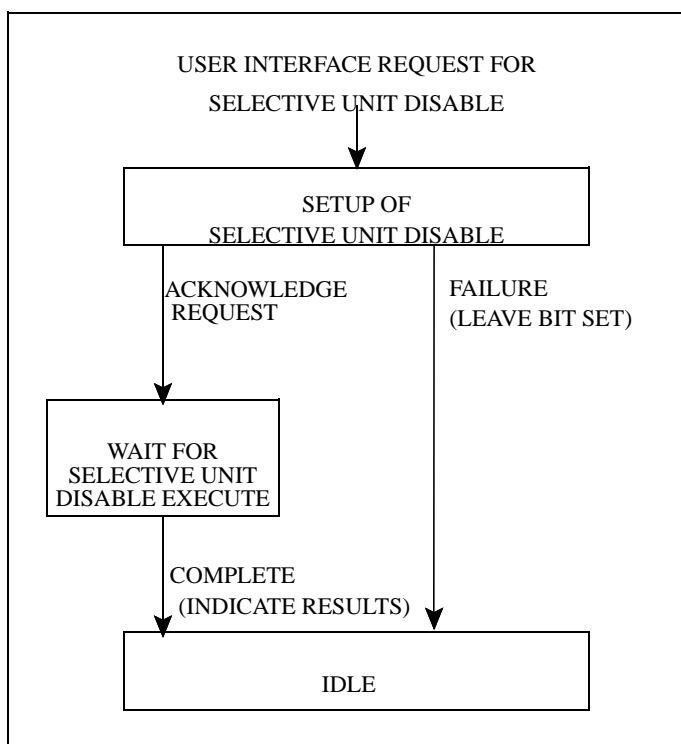 USER INTERFACE REQUEST FOR
SELECTIVE UNIT DISABLE
SETUP OF
SELECTIVE UNIT DISABLE
ACKNOWLEDGE
REQUEST
FAILURE
(LEAVE BIT SET)
WAIT FOR
SELECTIVE UNIT
DISABLE EXECUTE
COMPLETE
(INDICATE RESULTS)
IDLE